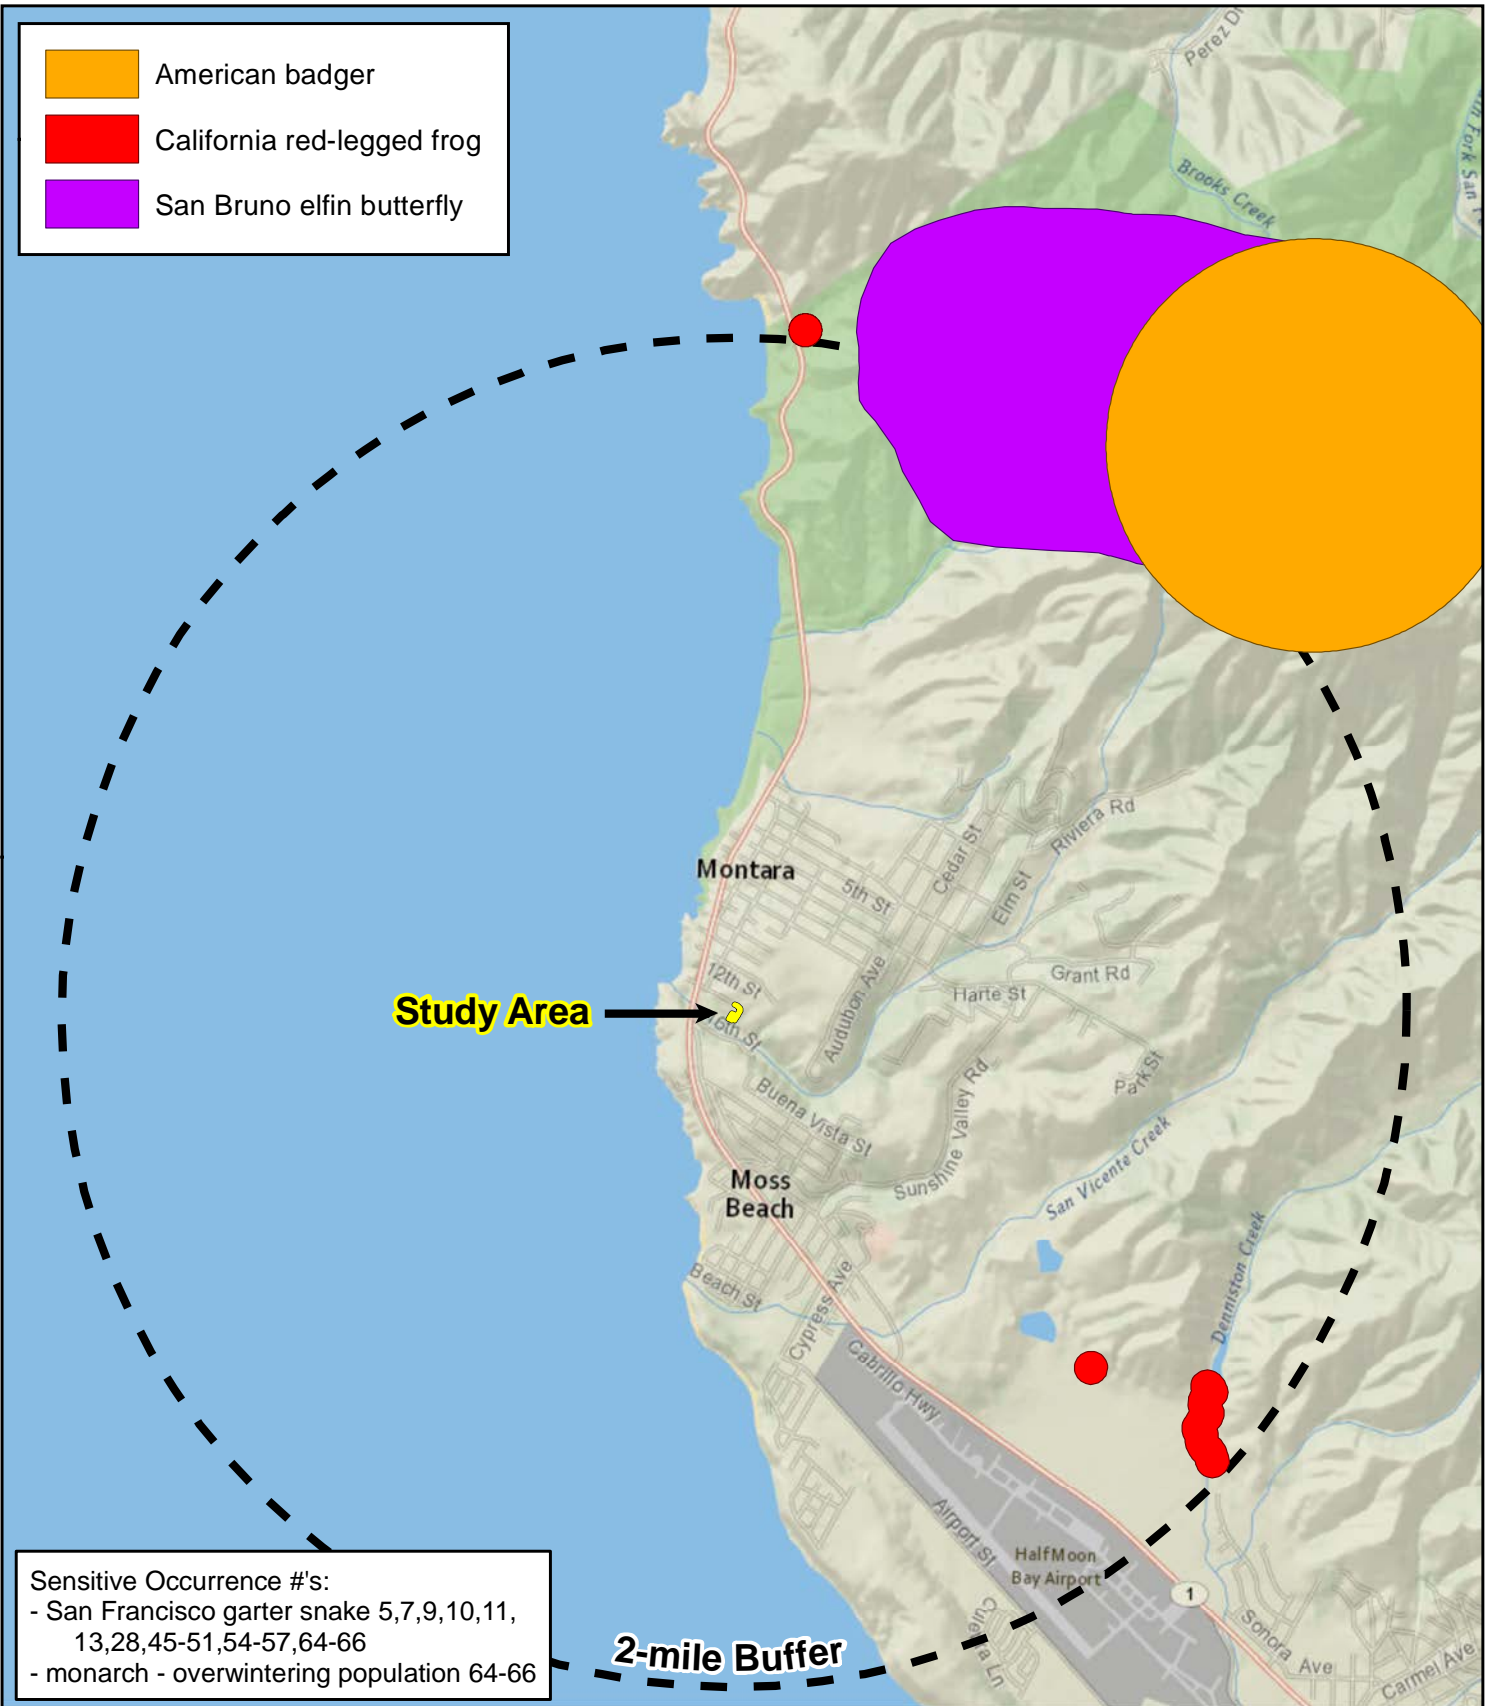 American badger
California red-legged frog
San Bruno elfin butterfly
Perez Dr
Brooks Creek
Montara
5th St
Cedar St
Riviera Rd
Elm St
12th St
Study Area
16th St
Audubon Ave
Grant Rd
Harte St
Park St
Buena Vista St
Sunshine Valley Rd
San Vicente Creek
Moss
Beach
Beach St
Cypress Ave
Denniston Creek
Cabrillo Hwy
Airport St
Half Moon
Bay Airport
1
Sonora Ave
Carmel Ave
2-mile Buffer
Sensitive Occurrence #'s:
- San Francisco garter snake 5,7,9,10,11,
13,28,45-51,54-57,64-66
- monarch - overwintering population 64-66